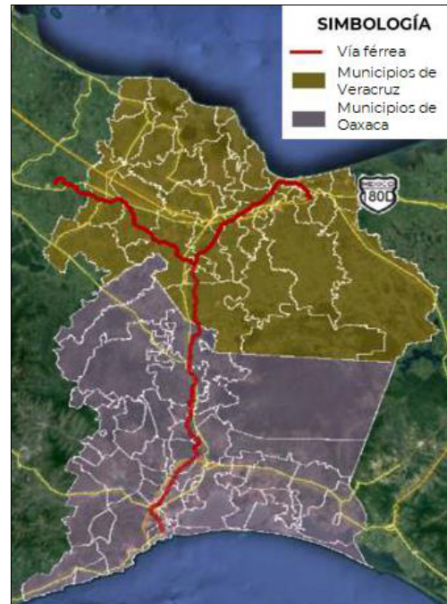 SIMBOLOGÍA
Vía férrea
Municipios de
Veracruz
Municipios de
Oaxaca
MEXICO
180D